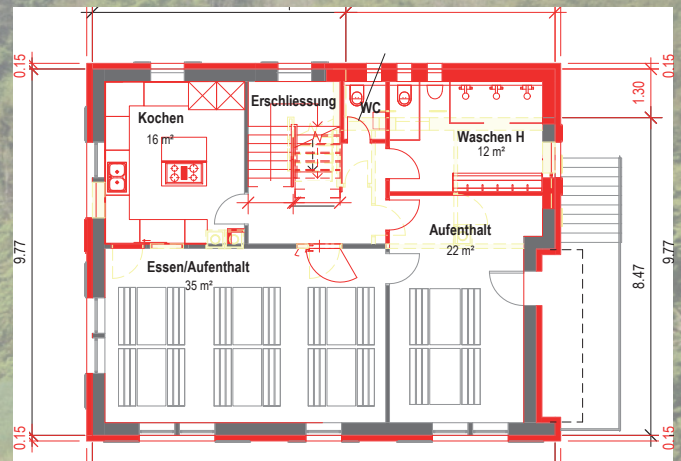 0.15
0.15
1.30
Kochen
16 m²
Erschliessung
WC
Waschen H
12 m²
Aufenthalt
22 m²
Essen/Aufenthalt
35 m²
9.77
8.47
9.77
0.15
0.15